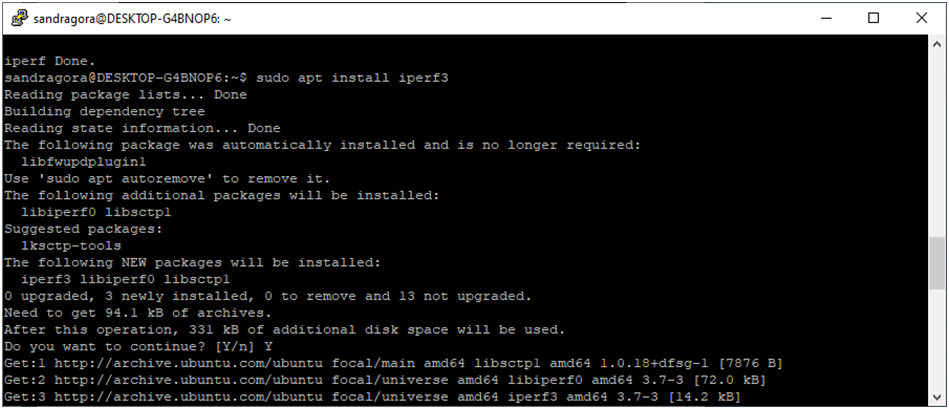 sandragora@DESKTOP-G4BNOP6: ~
iperf Done.
sandragora@DESKTOP-G4BNOP6:~$ sudo apt install iperf3
Reading package lists... Done
Building dependency tree
Reading state information... Done
The following package was automatically installed and is no longer required:
  libfwupdplugin1
Use 'sudo apt autoremove' to remove it.
The following additional packages will be installed:
  libiperf0 libsctp1
Suggested packages:
  lksctp-tools
The following NEW packages will be installed:
  iperf3 libiperf0 libsctp1
0 upgraded, 3 newly installed, 0 to remove and 13 not upgraded.
Need to get 94.1 kB of archives.
After this operation, 331 kB of additional disk space will be used.
Do you want to continue? [Y/n] Y
Get:1 http://archive.ubuntu.com/ubuntu focal/main amd64 libsctp1 amd64 1.0.18+dfsg-1 [7876 B]
Get:2 http://archive.ubuntu.com/ubuntu focal/universe amd64 libiperf0 amd64 3.7-3 [72.0 kB]
Get:3 http://archive.ubuntu.com/ubuntu focal/universe amd64 iperf3 amd64 3.7-3 [14.2 kB]